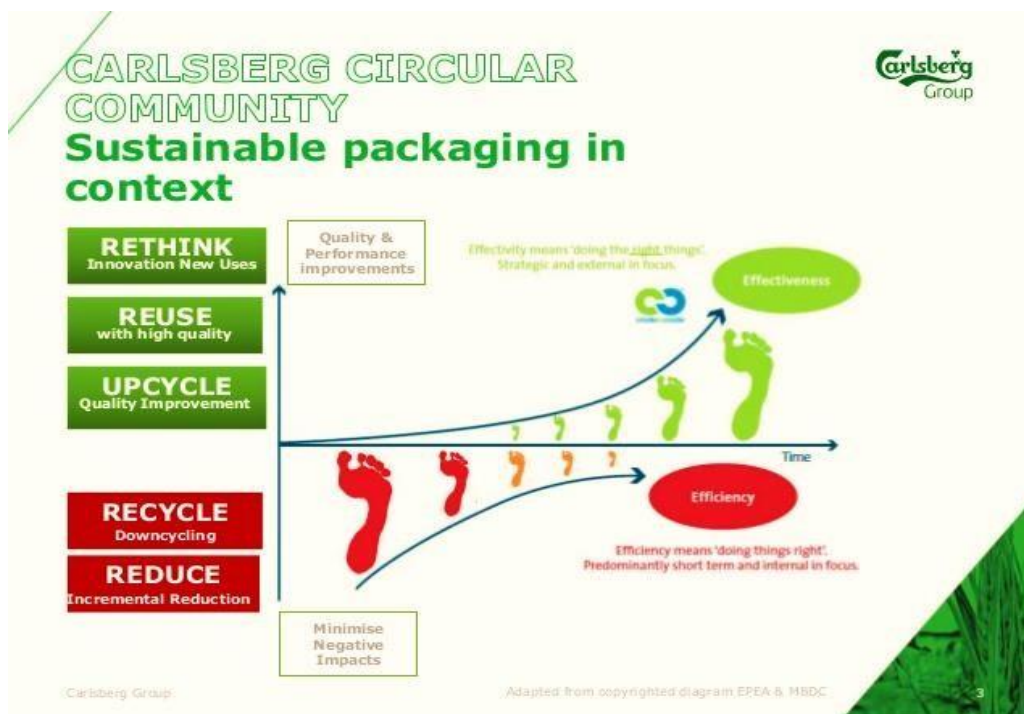 CARLSBERG CIRCULAR
COMMUNITY
Sustainable packaging in
context
Carlsberg
Group
RETHINK
Innovation New Uses
REUSE
with high quality
UPCYCLE
Quality Improvement
RECYCLE
Downcycling
REDUCE
Incremental Reduction
Quality &
Performance
improvements
Effectivity means 'doing the right things'.
Strategic and external in focus.
Effectiveness
Time
Efficiency
Efficiency means 'doing things right'.
Predominantly short term and internal in focus.
Minimise
Negative
Impacts
Carlsberg Group
Adapted from copyrighted diagram EPEA & MBDC
3